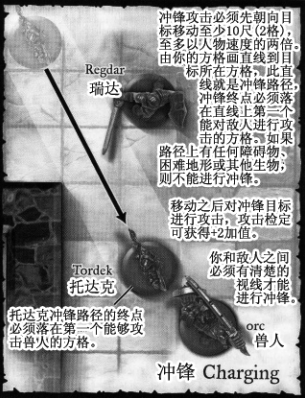 冲锋攻击必须先朝向目
标移动至少10尺(2格),
至多以人物速度的两倍。
由你的方格画直线到目
标所在方格,此直
线就是冲锋路径,
冲锋终点必须落
在直线上第一个
能对敌人进行攻
击的方格。如果
路径上有任何障碍物、
困难地形或其他生物,
则不能进行冲锋。
Regdar
瑞达
移动之后对冲锋目标
进行攻击,攻击检定
可获得+2加值。
你和敌人之间
必须有清楚的
视线才能
进行冲锋。
Tordek
托达克
托达克冲锋路径的终点
必须落在第一个能够攻
击兽人的方格。
orc
兽人
冲锋 Charging